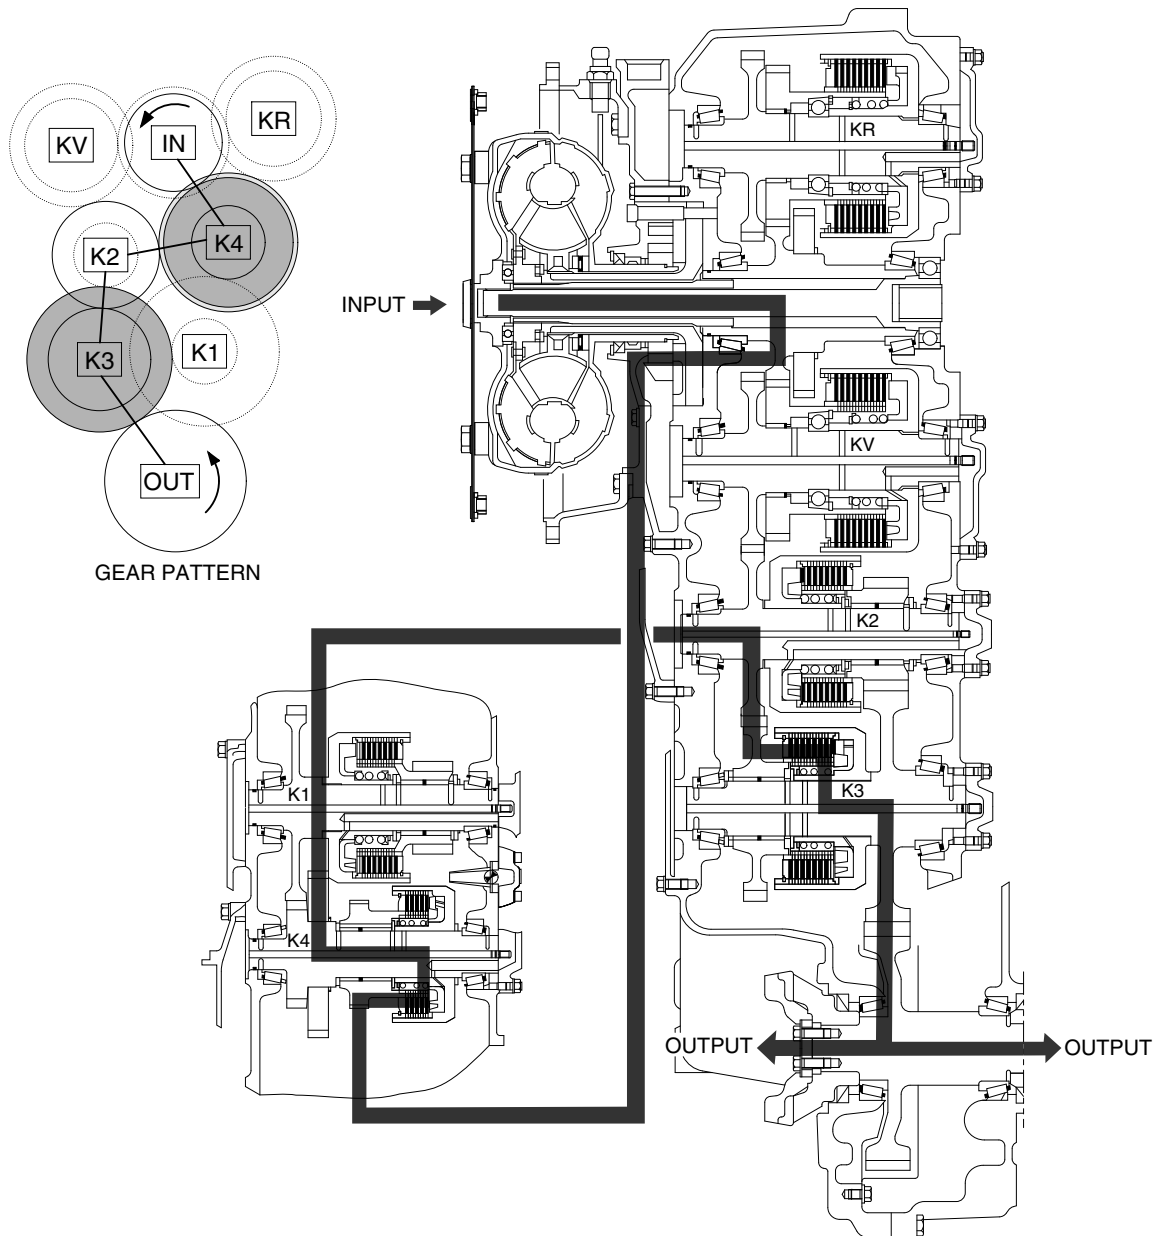 KV
IN
KR
K2
K4
K3
K1
OUT
GEAR PATTERN
INPUT
KR
KV
K2
K3
K1
K4
OUTPUT
OUTPUT